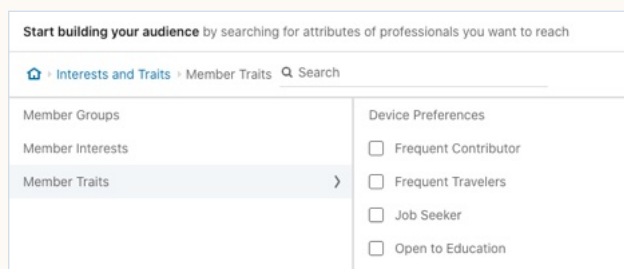 Start building your audience by searching for attributes of professionals you want to reach
Interests and Traits › Member Traits Search
Member Groups
Member Interests
Member Traits
Device Preferences
Frequent Contributor
Frequent Travelers
Job Seeker
Open to Education